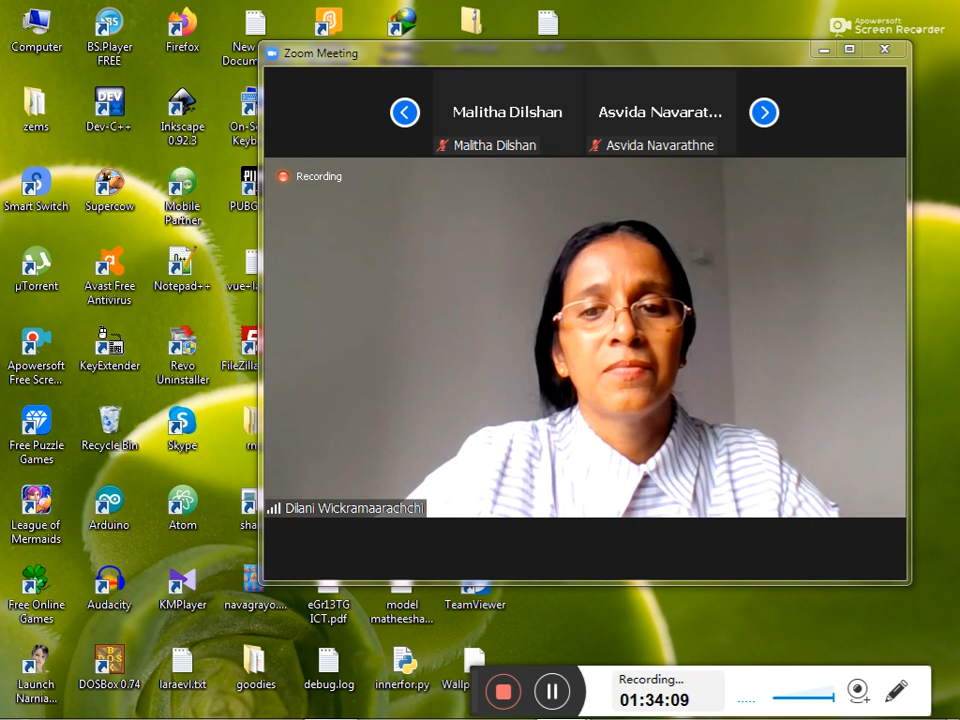 Apowersoft
Screen Recorder
Computer
BS.Player
FREE
Firefox
New
Docum
Zoom Meeting
zems
Dev-C++
Inkscape
0.92.3
On-S
Keyb
Malitha Dilshan
Asvida Navarat...
Malitha Dilshan
Asvida Navarathne
Recording
Smart Switch
Supercow
Mobile
Partner
PUBG
µTorrent
Avast Free
Antivirus
Notepad++
vue+la
Apowersoft
Free Scre...
KeyExtender
Revo
Uninstaller
FileZilla
Free Puzzle
Games
Recycle Bin
Skype
League of
Mermaids
Arduino
Atom
sha
Dilani Wickramaarachchi
Free Online
Games
Audacity
KMPlayer
navagrayo....
eGr13TG
ICT.pdf
model
matheesha...
TeamViewer
Launch
Narnia...
DOSBox 0.74
laraevl.txt
goodies
debug.log
innerfor.py
Wallp
Recording...
01:34:09